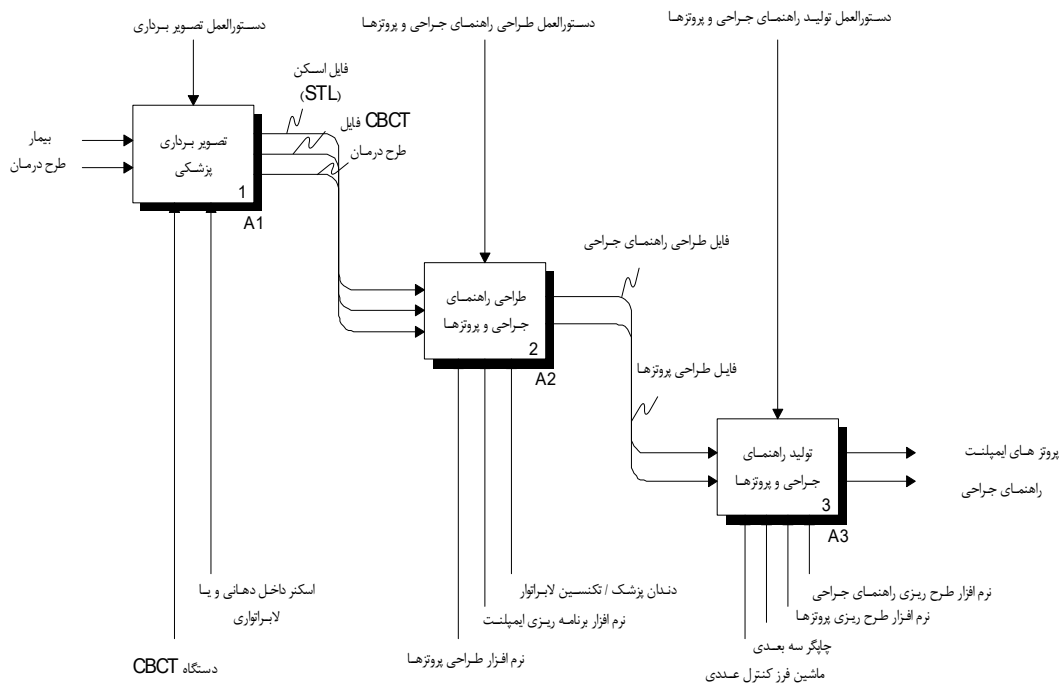 دستورالعمل تصویر برداری
دستورالعمل طراحی راهنمای جراحی و پروتزها
دستورالعمل تولید راهنمای جراحی و پروتزها
فایل اسکن
(STL)
فایل CBCT
طرح درمان
بیمار
طرح درمان
تصویر برداری
پزشکی
1
A1
فایل طراحی راهنمای جراحی
طراحی راهنمای
جراحی و پروتزها
2
A2
فایل طراحی پروتزها
تولید راهنمای
جراحی و پروتزها
3
A3
پروتز های ایمپلنت
راهنمای جراحی
اسکنر داخل دهانی و یا
لابراتواری
دستگاه CBCT
دندان پزشک / تکنسین لابراتوار
نرم افزار برنامه ریزی ایمپلنت
نرم افزار طراحی پروتزها
نرم افزار طرح ریزی راهنمای جراحی
نرم افزار طرح ریزی پروتزها
چاپگر سه بعدی
ماشین فرز کنترل عددی